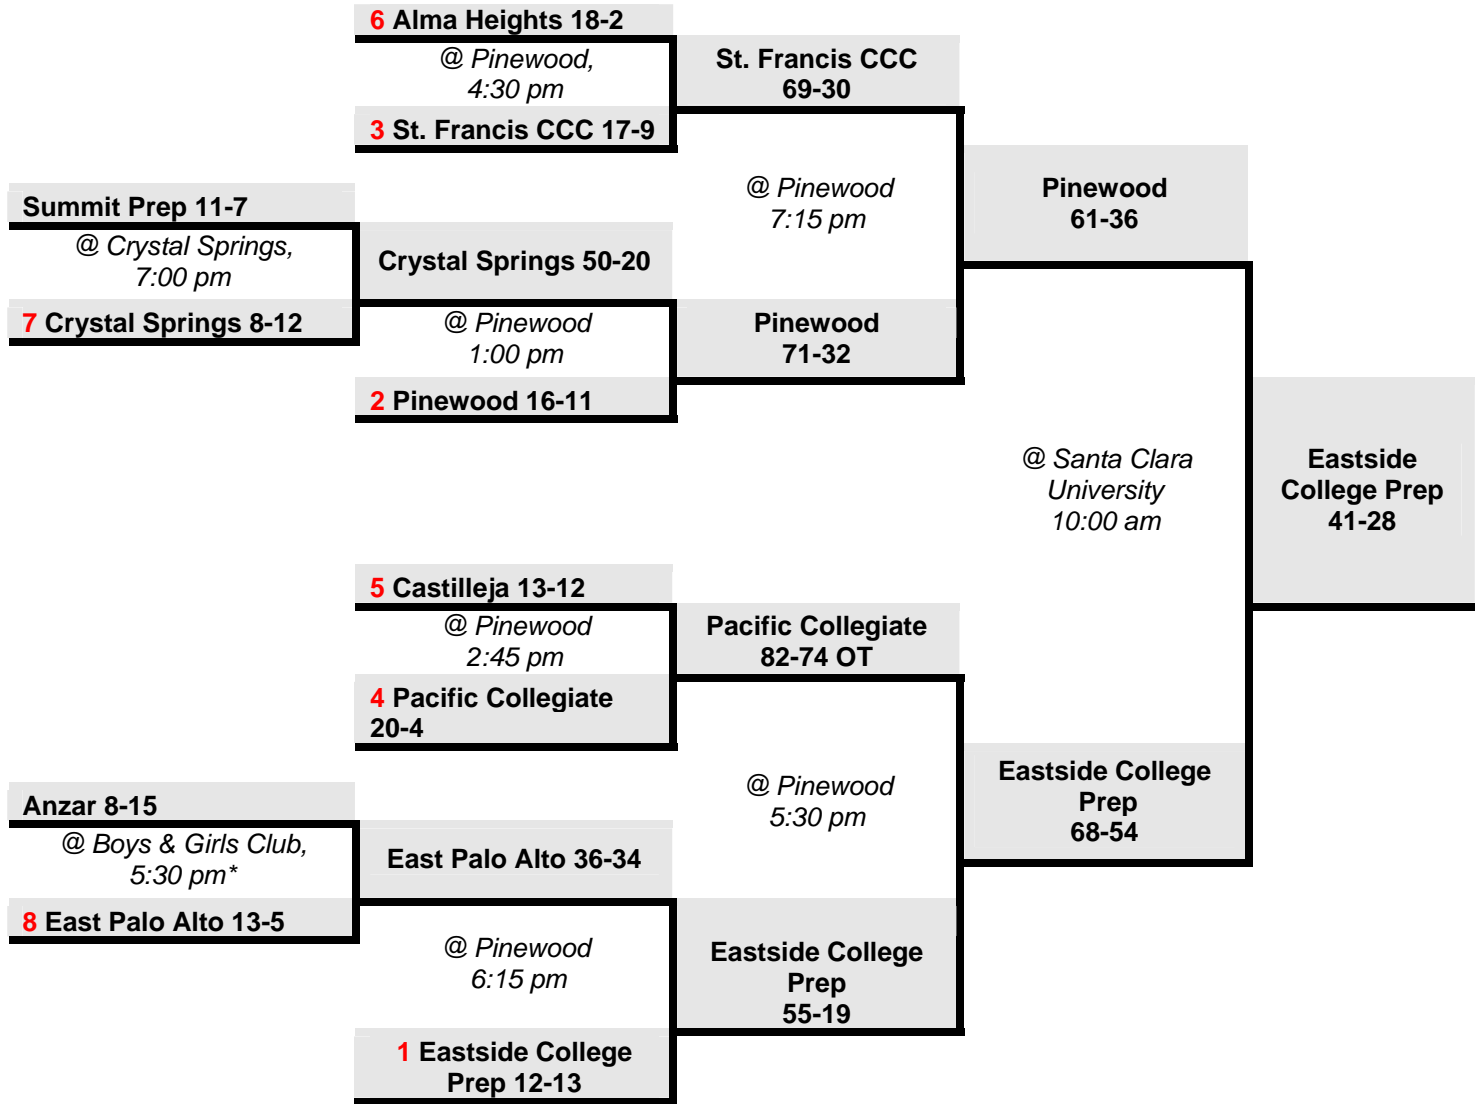 6 Alma Heights 18-2
@ Pinewood,
4:30 pm
3 St. Francis CCC 17-9
St. Francis CCC
69-30
Summit Prep 11-7
@ Crystal Springs,
7:00 pm
7 Crystal Springs 8-12
Crystal Springs 50-20
@ Pinewood
1:00 pm
2 Pinewood 16-11
Pinewood
71-32
@ Pinewood
7:15 pm
Pinewood
61-36
5 Castilleja 13-12
@ Pinewood
2:45 pm
4 Pacific Collegiate
20-4
Pacific Collegiate
82-74 OT
Anzar 8-15
@ Boys & Girls Club,
5:30 pm*
8 East Palo Alto 13-5
East Palo Alto 36-34
@ Pinewood
6:15 pm
1 Eastside College
Prep 12-13
Eastside College
Prep
55-19
@ Pinewood
5:30 pm
Eastside College
Prep
68-54
@ Santa Clara
University
10:00 am
Eastside
College Prep
41-28